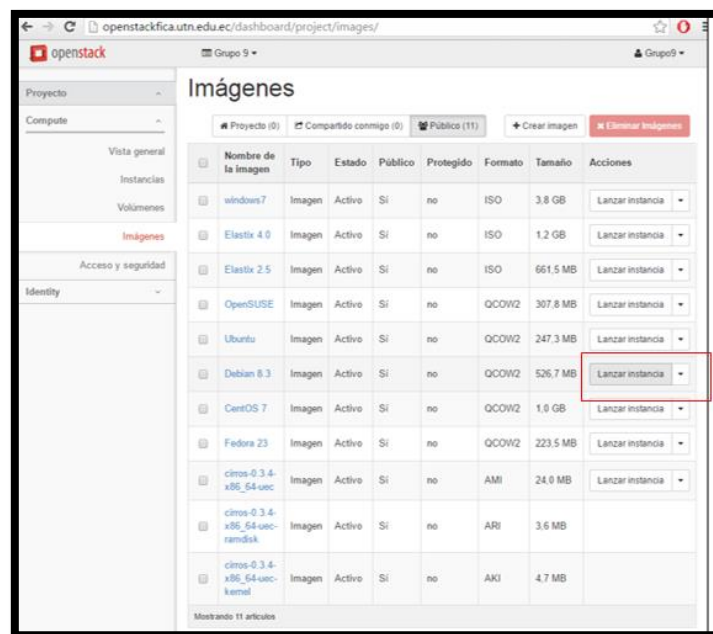 openstackfica.utn.edu.ec/dashboard/project/images/
openstack
Grupo 9
Grupo9
Proyecto
Compute
Vista general
Instancias
Volúmenes
Imágenes
Acceso y seguridad
Identity
Imágenes
Proyecto (0) Compartido conmigo (0) Público (11) Crear imagen Eliminar Imágenes
Nombre de la imagen Tipo Estado Público Protegido Formato Tamaño Acciones
windows7 Imagen Activo Sí no ISO 3,8 GB Lanzar instancia
Elastix 4.0 Imagen Activo Sí no ISO 1,2 GB Lanzar instancia
Elastix 2.5 Imagen Activo Sí no ISO 661,5 MB Lanzar instancia
OpenSUSE Imagen Activo Sí no QCOW2 307,8 MB Lanzar instancia
Ubuntu Imagen Activo Sí no QCOW2 247,3 MB Lanzar instancia
Debian 8.3 Imagen Activo Sí no QCOW2 526,7 MB Lanzar instancia
CentOS 7 Imagen Activo Sí no QCOW2 1,0 GB Lanzar instancia
Fedora 23 Imagen Activo Sí no QCOW2 223,5 MB Lanzar instancia
cirros-0.3.4-x86_64-uec Imagen Activo Sí no AMI 24,0 MB Lanzar instancia
cirros-0.3.4-x86_64-uec-ramdisk Imagen Activo Sí no ARI 3,6 MB
cirros-0.3.4-x86_64-uec-kernel Imagen Activo Sí no AKI 4,7 MB
Mostrando 11 articulos